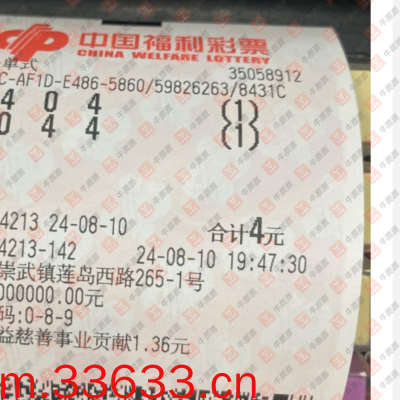 中国福利彩票
CHINA WELFARE LOTTERY
单式
35058912
C-AF1D-E486-5860/59826263/8431C
4 0 4 {1}
0 4 4 {1}
4213 24-08-10 合计4元
4213-142 24-08-10 19:47:30
崇武镇莲岛西路265-1号
000000.00元
码:0-8-9
益慈善事业贡献1.36元
m.33633.cn